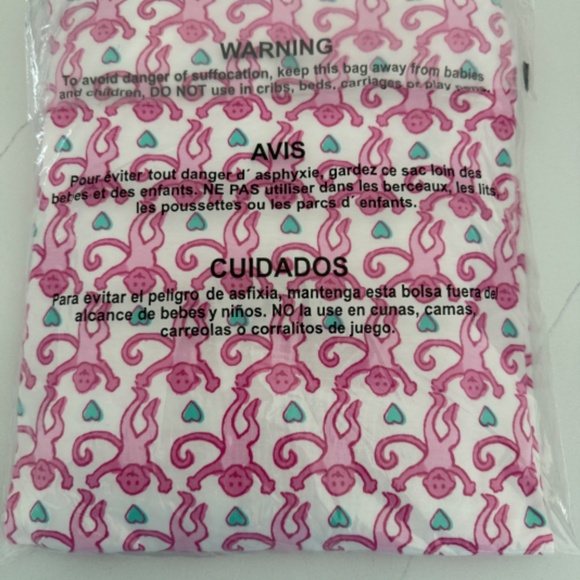 WARNING
To avoid danger of suffocation, keep this bag away from babies
and children, DO NOT use in cribs, beds, carriages or play
AVIS
Pour éviter tout danger d´ asphyxie, gardez ce sac loin des
bebes et des enfants. NE PAS utiliser dans les berceaux, les lits,
les poussettes ou les parcs d´ enfants.
CUIDADOS
Para evitar el peligro de asfixia, mantenga esta bolsa fuera del
alcance de bebes y niños. NO la use en cunas, camas,
carreolas o corralitos de juego.